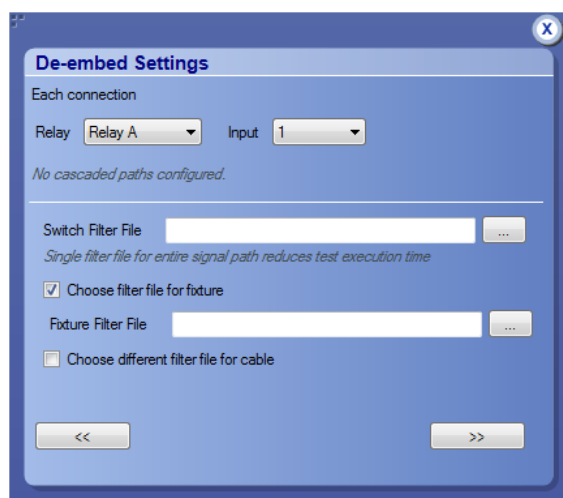 X
De-embed Settings
Each connection
Relay Relay A Input 1
No cascaded paths configured.
Switch Filter File ...
Single filter file for entire signal path reduces test execution time
Choose filter file for fixture
Fixture Filter File ...
Choose different filter file for cable
<< >>